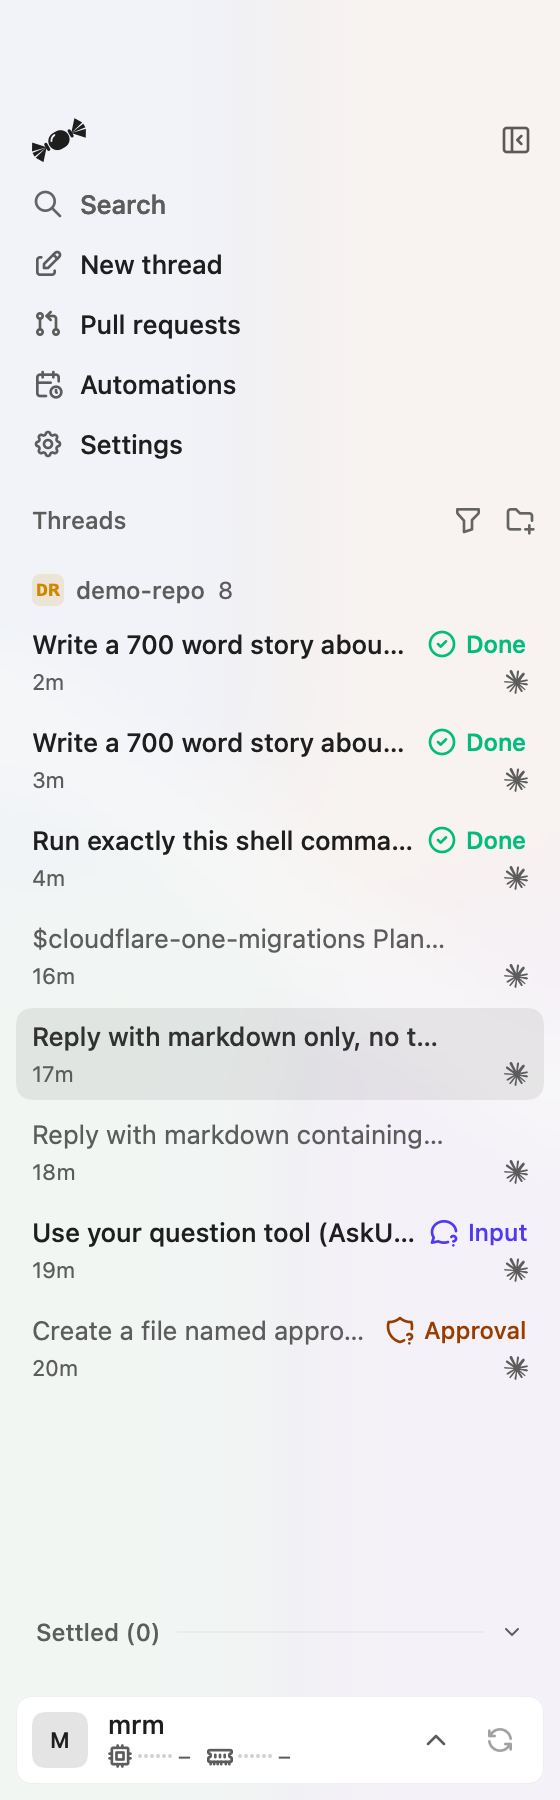 Search
New thread
Pull requests
Automations
Settings
Threads
DR demo-repo 8
Write a 700 word story abou... Done
2m
Write a 700 word story abou... Done
3m
Run exactly this shell comma... Done
4m
$cloudflare-one-migrations Plan...
16m
Reply with markdown only, no t...
17m
Reply with markdown containing...
18m
Use your question tool (AskU... Input
19m
Create a file named appro... Approval
20m
Settled (0)
M mrm
– –